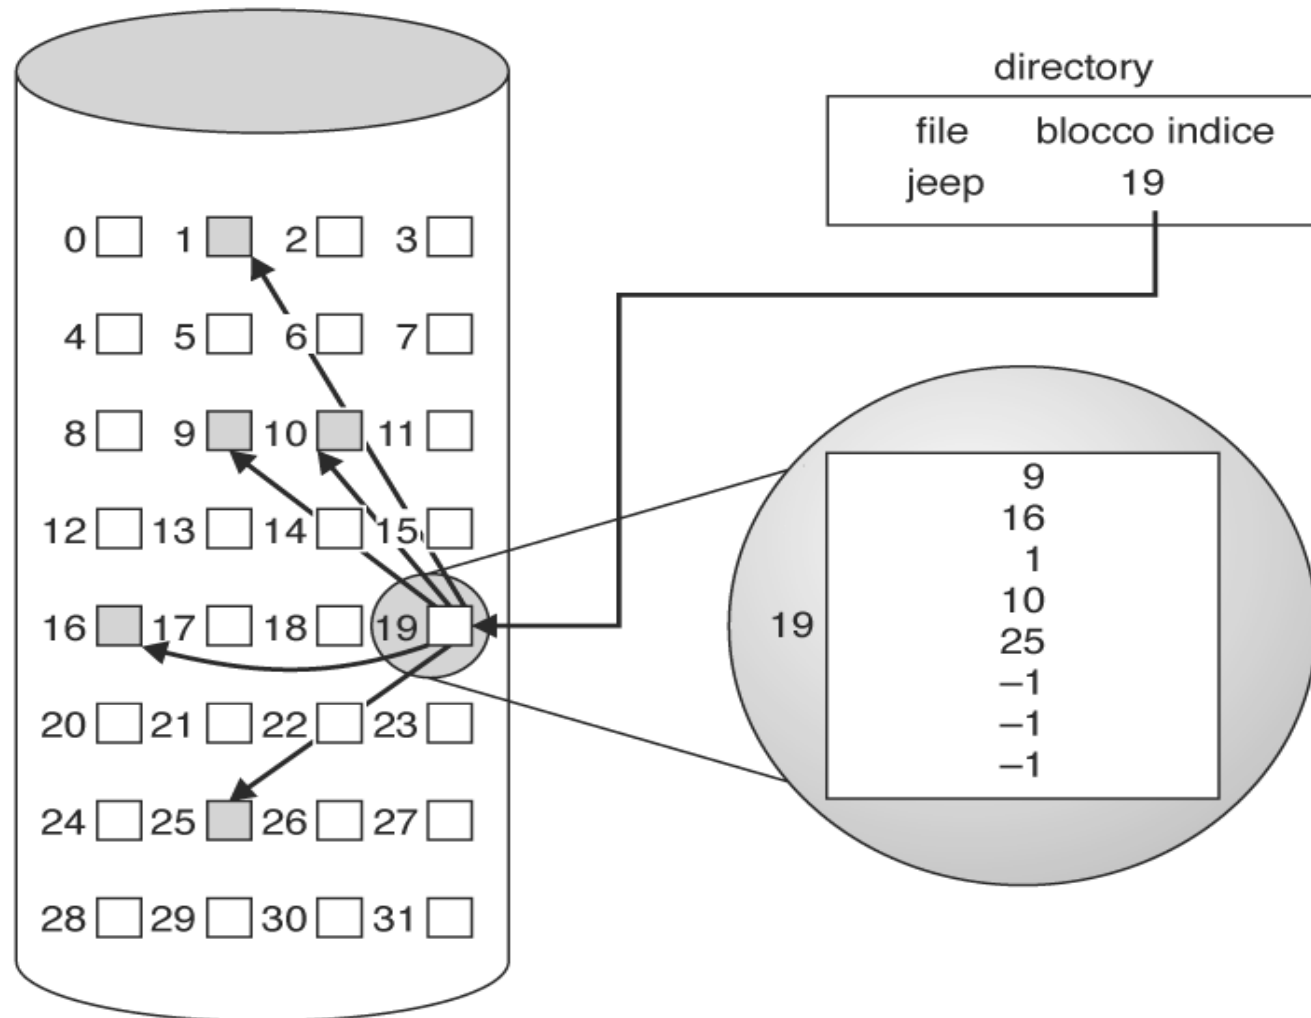 directory
file blocco indice
jeep 19
0 1 2 3
4 5 6 7
8 9 10 11
12 13 14 15
16 17 18 19
20 21 22 23
24 25 26 27
28 29 30 31
19
9
16
1
10
25
–1
–1
–1